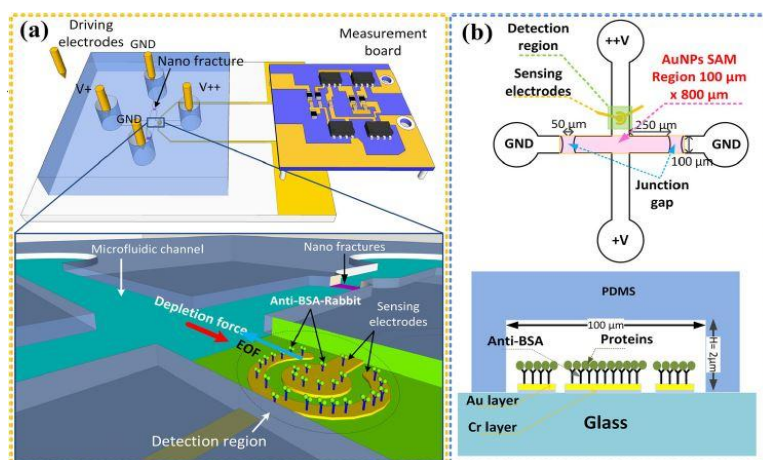 (a)
Driving
electrodes
GND
Nano fracture
V+
V++
GND
Measurement
board
Microfluidic channel
Nano fractures
Depletion force
EOF
Anti-BSA-Rabbit
Sensing
electrodes
Detection region
(b)
Detection
region
Sensing
electrodes
++V
AuNPs SAM
Region 100 µm
x 800 µm
50 µm
250 µm
GND
GND
100 µm
Junction
gap
+V
PDMS
100 µm
H= 2µm
Anti-BSA
Proteins
Au layer
Cr layer
Glass